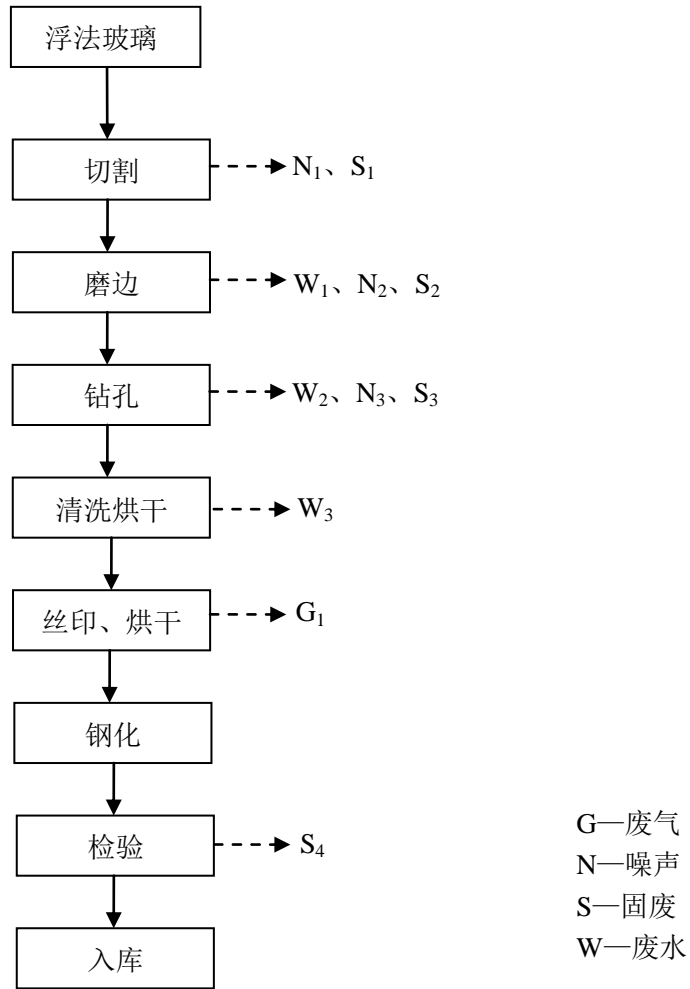 浮法玻璃
切割
N₁、S₁
磨边
W₁、N₂、S₂
钻孔
W₂、N₃、S₃
清洗烘干
W₃
丝印、烘干
G₁
钢化
检验
S₄
入库
G—废气
N—噪声
S—固废
W—废水